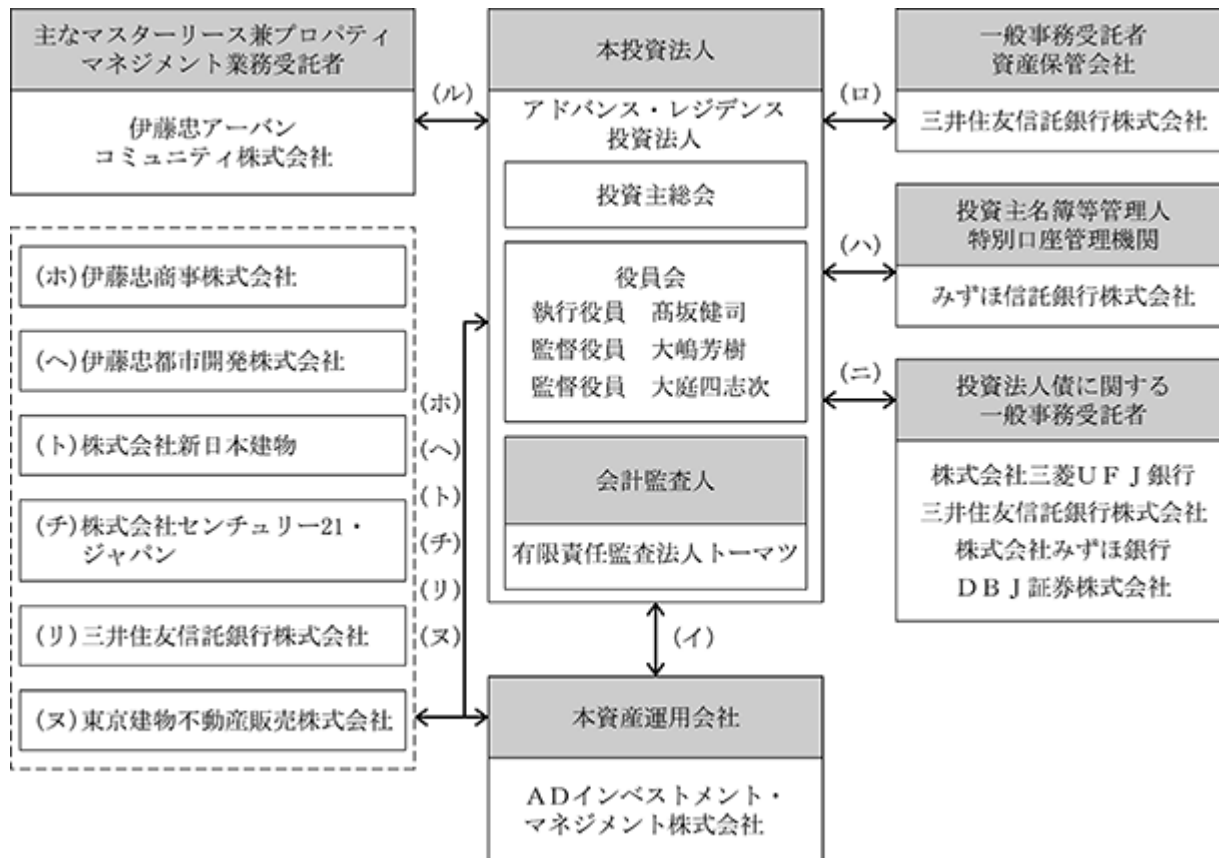 主なマスターリース兼プロパティ
マネジメント業務受託者
伊藤忠アーバン
コミュニティ株式会社
(ル)
本投資法人
アドバンス・レジデンス
投資法人
投資主総会
役員会
執行役員　髙坂健司
監督役員　大嶋芳樹
監督役員　大庭四志次
会計監査人
有限責任監査法人トーマツ
(ロ)
一般事務受託者
資産保管会社
三井住友信託銀行株式会社
(ハ)
投資主名簿等管理人
特別口座管理機関
みずほ信託銀行株式会社
(ニ)
投資法人債に関する
一般事務受託者
株式会社三菱ＵＦＪ銀行
三井住友信託銀行株式会社
株式会社みずほ銀行
ＤＢＪ証券株式会社
(ホ)伊藤忠商事株式会社
(ヘ)伊藤忠都市開発株式会社
(ト)株式会社新日本建物
(チ)株式会社センチュリー21・
ジャパン
(リ)三井住友信託銀行株式会社
(ヌ)東京建物不動産販売株式会社
(ホ)
(ヘ)
(ト)
(チ)
(リ)
(ヌ)
(イ)
本資産運用会社
ＡＤインベストメント・
マネジメント株式会社